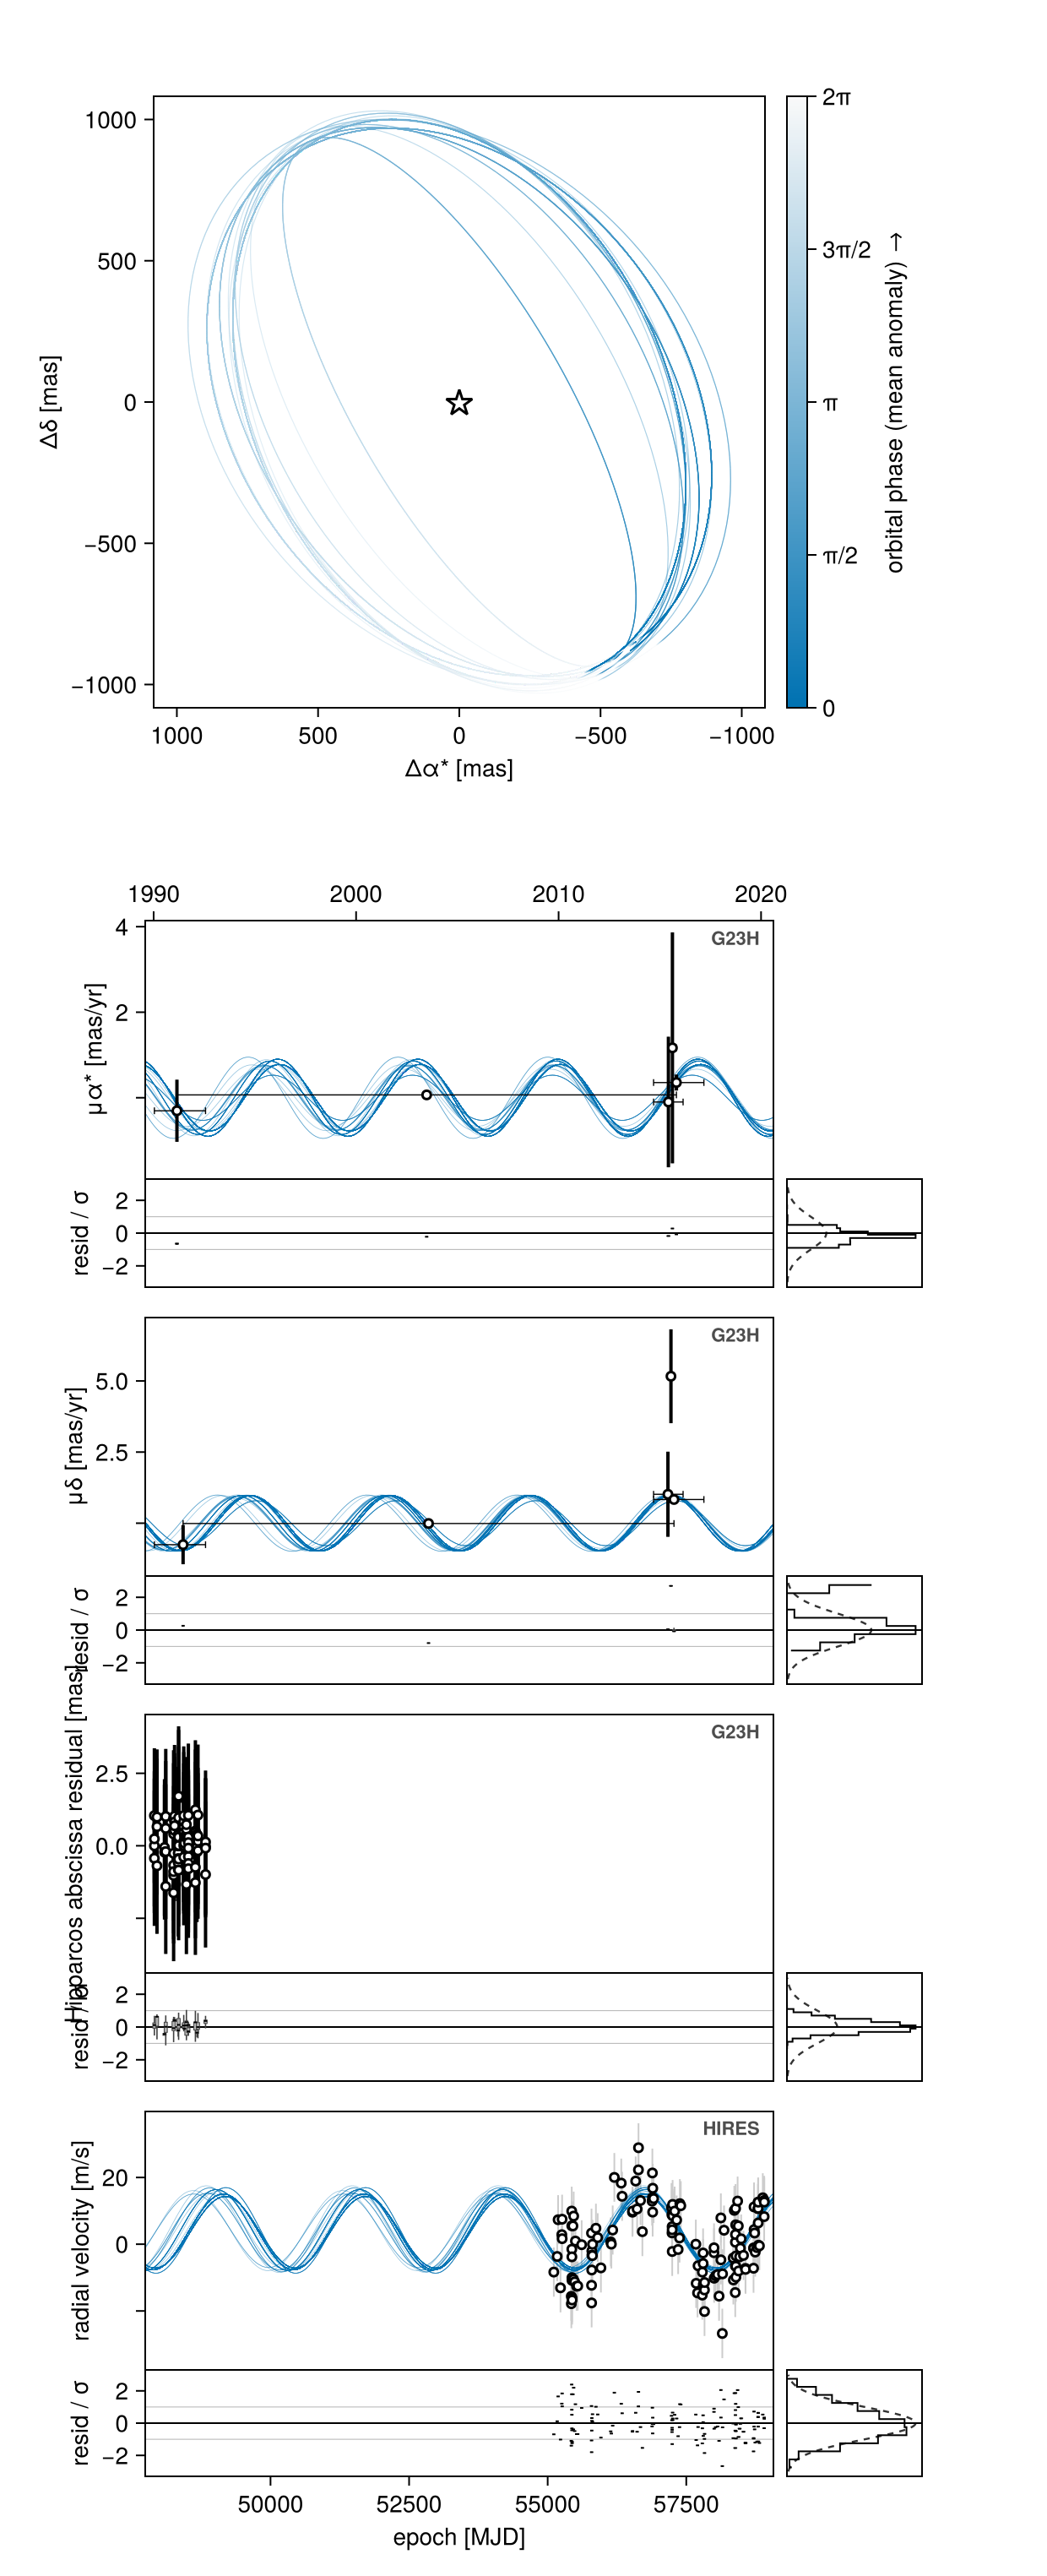 2π
3π/2
π
π/2
0
orbital phase (mean anomaly) →
1000
500
0
−500
−1000
Δδ [mas]
1000
500
0
−500
−1000
Δα* [mas]
1990
2000
2010
2020
G23H
4
2
μα* [mas/yr]
2
0
−2
resid / σ
G23H
5.0
2.5
μδ [mas/yr]
2
0
−2
resid / σ
G23H
2.5
0.0
Hipparcos abscissa residual [mas]
2
0
−2
resid / σ
HIRES
20
0
radial velocity [m/s]
2
0
−2
resid / σ
50000
52500
55000
57500
epoch [MJD]